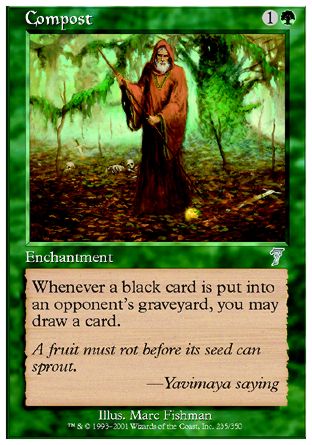 Compost 1
Enchantment
Whenever a black card is put into
an opponent's graveyard, you may
draw a card.
A fruit must rot before its seed can
sprout.
—Yavimaya saying
Illus. Marc Fishman
™ & © 1993–2001 Wizards of the Coast, Inc. 235/350